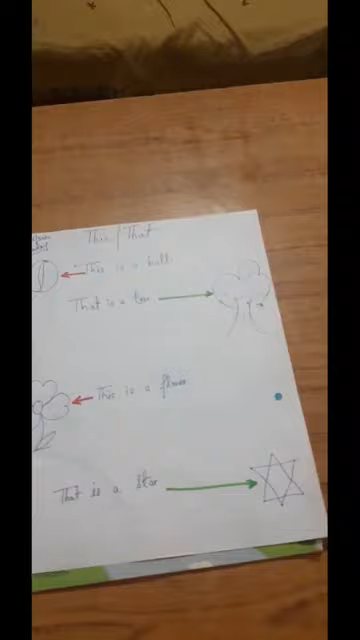 This / That
This is a ball
That is a tree
This is a flower
That is a star